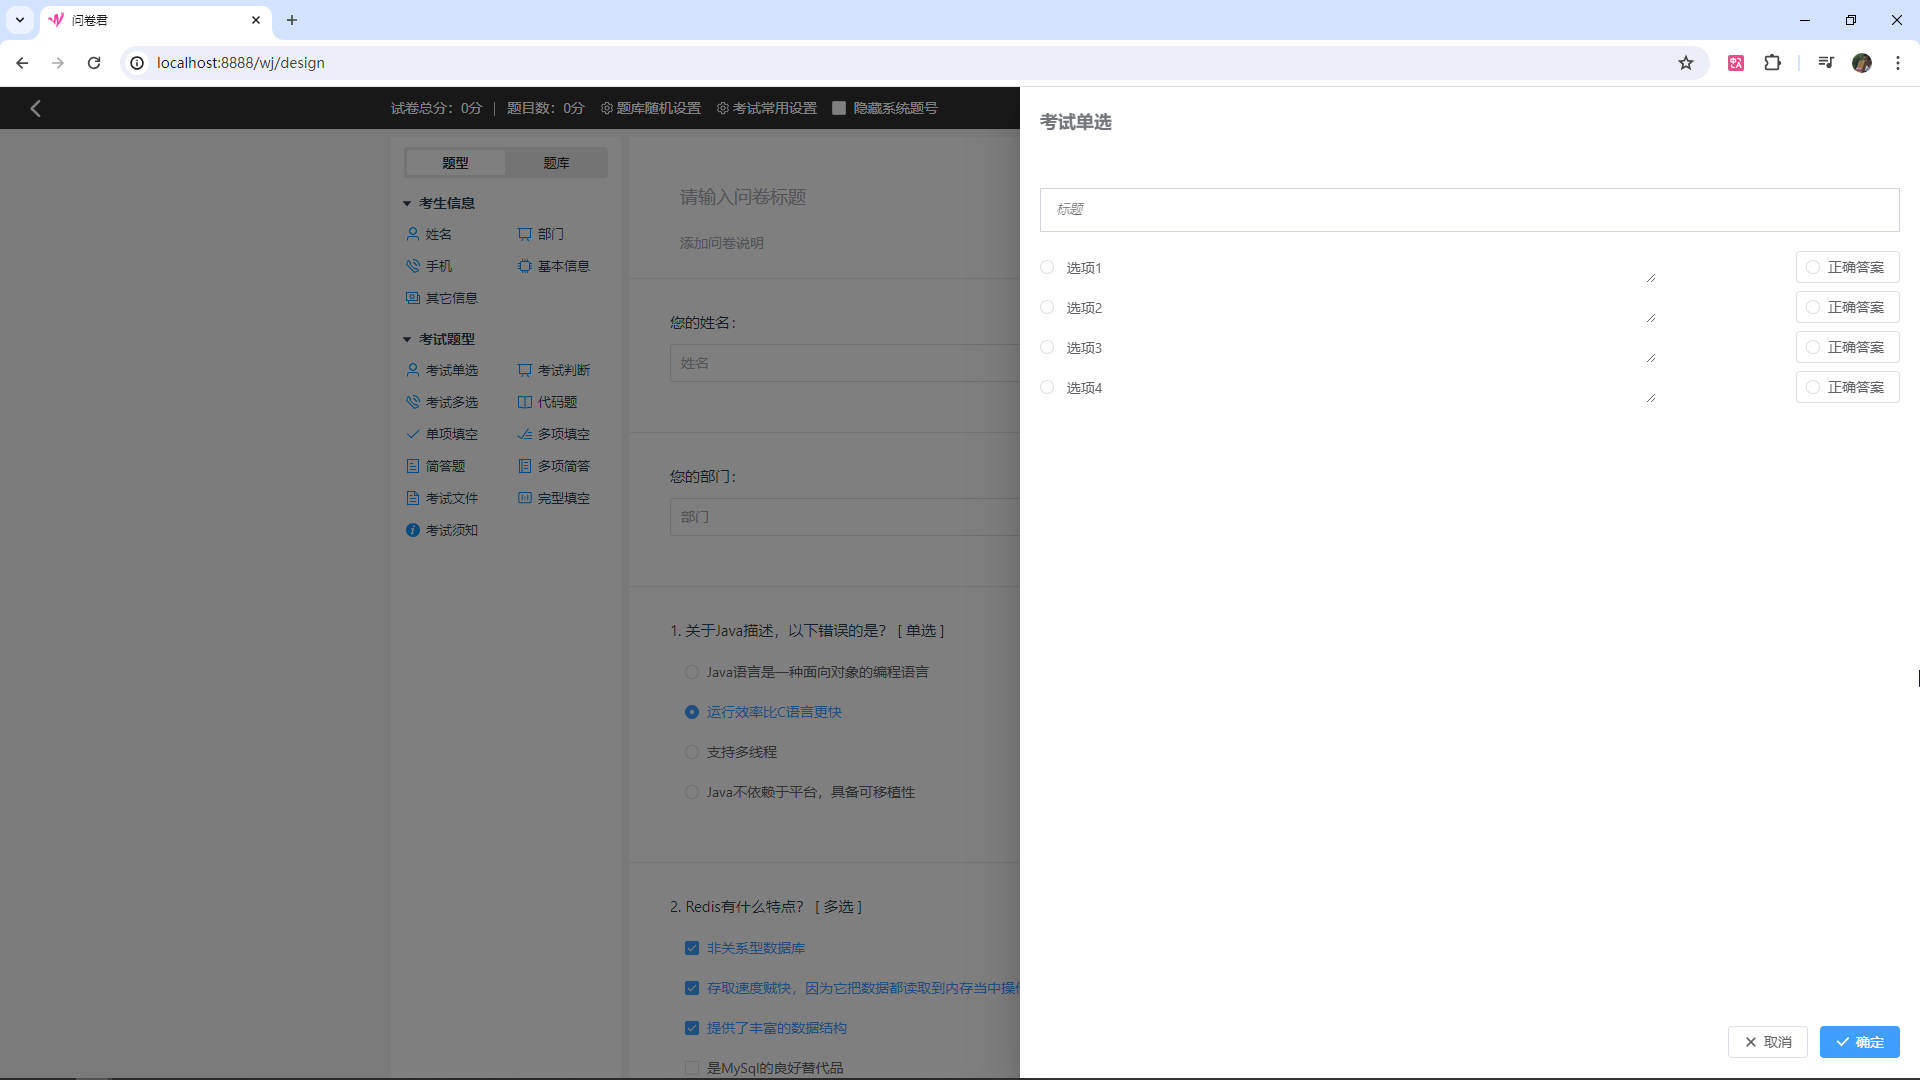 问卷君
localhost:8888/wj/design
试卷总分：0分 | 题目数：0分 题库随机设置 考试常用设置 隐藏系统题号
题型 题库
考生信息
姓名 部门
手机 基本信息
其它信息
考试题型
考试单选 考试判断
考试多选 代码题
单项填空 多项填空
简答题 多项简答
考试文件 完型填空
考试须知
请输入问卷标题
添加问卷说明
您的姓名：
姓名
您的部门：
部门
1. 关于Java描述，以下错误的是？ [ 单选 ]
Java语言是一种面向对象的编程语言
运行效率比C语言更快
支持多线程
Java不依赖于平台，具备可移植性
2. Redis有什么特点？ [ 多选 ]
非关系型数据库
存取速度贼快，因为它把数据都读取到内存当中操
提供了丰富的数据结构
是MySql的良好替代品
考试单选
标题
选项1 正确答案
选项2 正确答案
选项3 正确答案
选项4 正确答案
取消 确定